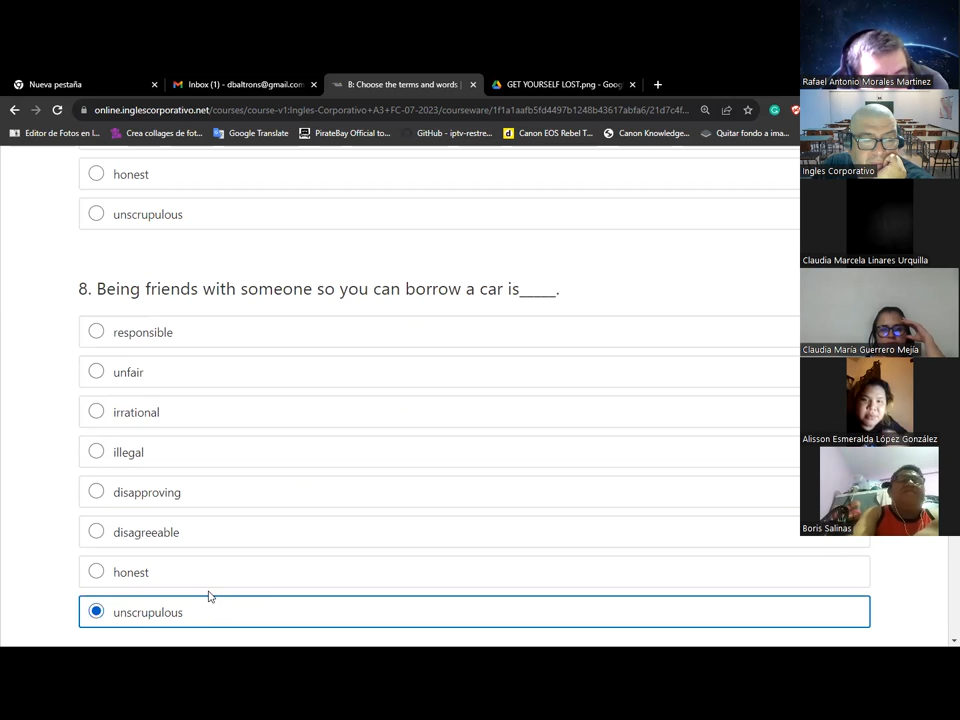 Nueva pestaña
Inbox (1) - dbaltrons@gmail.com
B: Choose the terms and words |
GET YOURSELF LOST.png - Goog
online.inglescorporativo.net/courses/course-v1:Ingles-Corporativo+A3+FC-07-2023/courseware/1f1a1aafb5fd4497b1248b43617abfa6/21d7c4f...
Editor de Fotos en l...
Crea collages de fot...
Google Translate
PirateBay Official to...
GitHub - iptv-restre...
Canon EOS Rebel T...
Canon Knowledge...
Quitar fondo a ima...
honest
unscrupulous
8. Being friends with someone so you can borrow a car is_____.
responsible
unfair
irrational
illegal
disapproving
disagreeable
honest
unscrupulous
Rafael Antonio Morales Martinez
Ingles Corporativo
Claudia Marcela Linares Urquilla
Claudia María Guerrero Mejía
Alisson Esmeralda López González
Boris Salinas